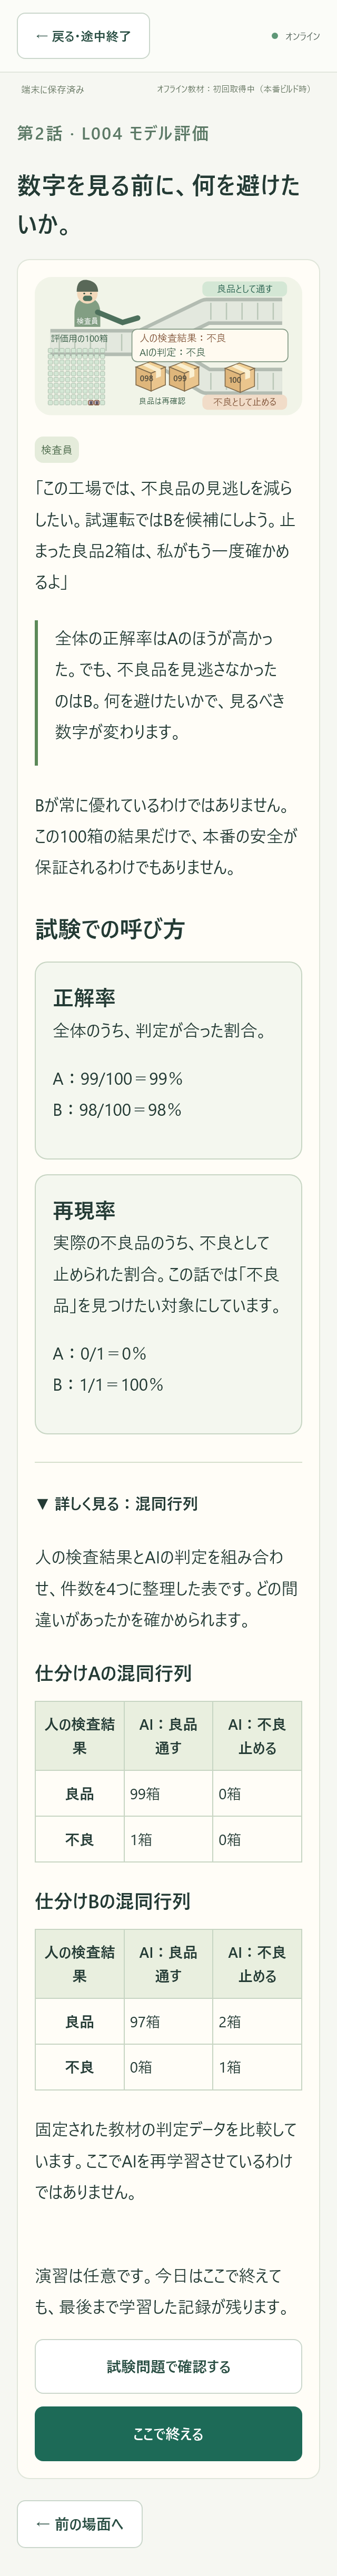 ← 戻る・途中終了
オンライン
端末に保存済み
オフライン教材：初回取得中（本番ビルド時）
第2話 · L004 モデル評価
数字を見る前に、何を避けた
いか。
検査員
評価用の100箱
良品として通す
人の検査結果：不良
AIの判定：不良
098
099
100
良品は再確認
不良として止める
検査員
「この工場では、不良品の見逃しを減ら
したい。試運転ではBを候補にしよう。止
まった良品2箱は、私がもう一度確かめ
るよ」
全体の正解率はAのほうが高かっ
た。でも、不良品を見逃さなかった
のはB。何を避けたいかで、見るべき
数字が変わります。
Bが常に優れているわけではありません。
この100箱の結果だけで、本番の安全が
保証されるわけでもありません。
試験での呼び方
正解率
全体のうち、判定が合った割合。
A：99/100＝99％
B：98/100＝98％
再現率
実際の不良品のうち、不良として
止められた割合。この話では「不良
品」を見つけたい対象にしています。
A：0/1＝0％
B：1/1＝100％
▼ 詳しく見る：混同行列
人の検査結果とAIの判定を組み合わ
せ、件数を4つに整理した表です。どの間
違いがあったかを確かめられます。
仕分けAの混同行列
人の検査結果 AI：良品通す AI：不良止める
良品 99箱 0箱
不良 1箱 0箱
仕分けBの混同行列
人の検査結果 AI：良品通す AI：不良止める
良品 97箱 2箱
不良 0箱 1箱
固定された教材の判定データを比較して
います。ここでAIを再学習させているわけ
ではありません。
演習は任意です。今日はここで終えて
も、最後まで学習した記録が残ります。
試験問題で確認する
ここで終える
← 前の場面へ